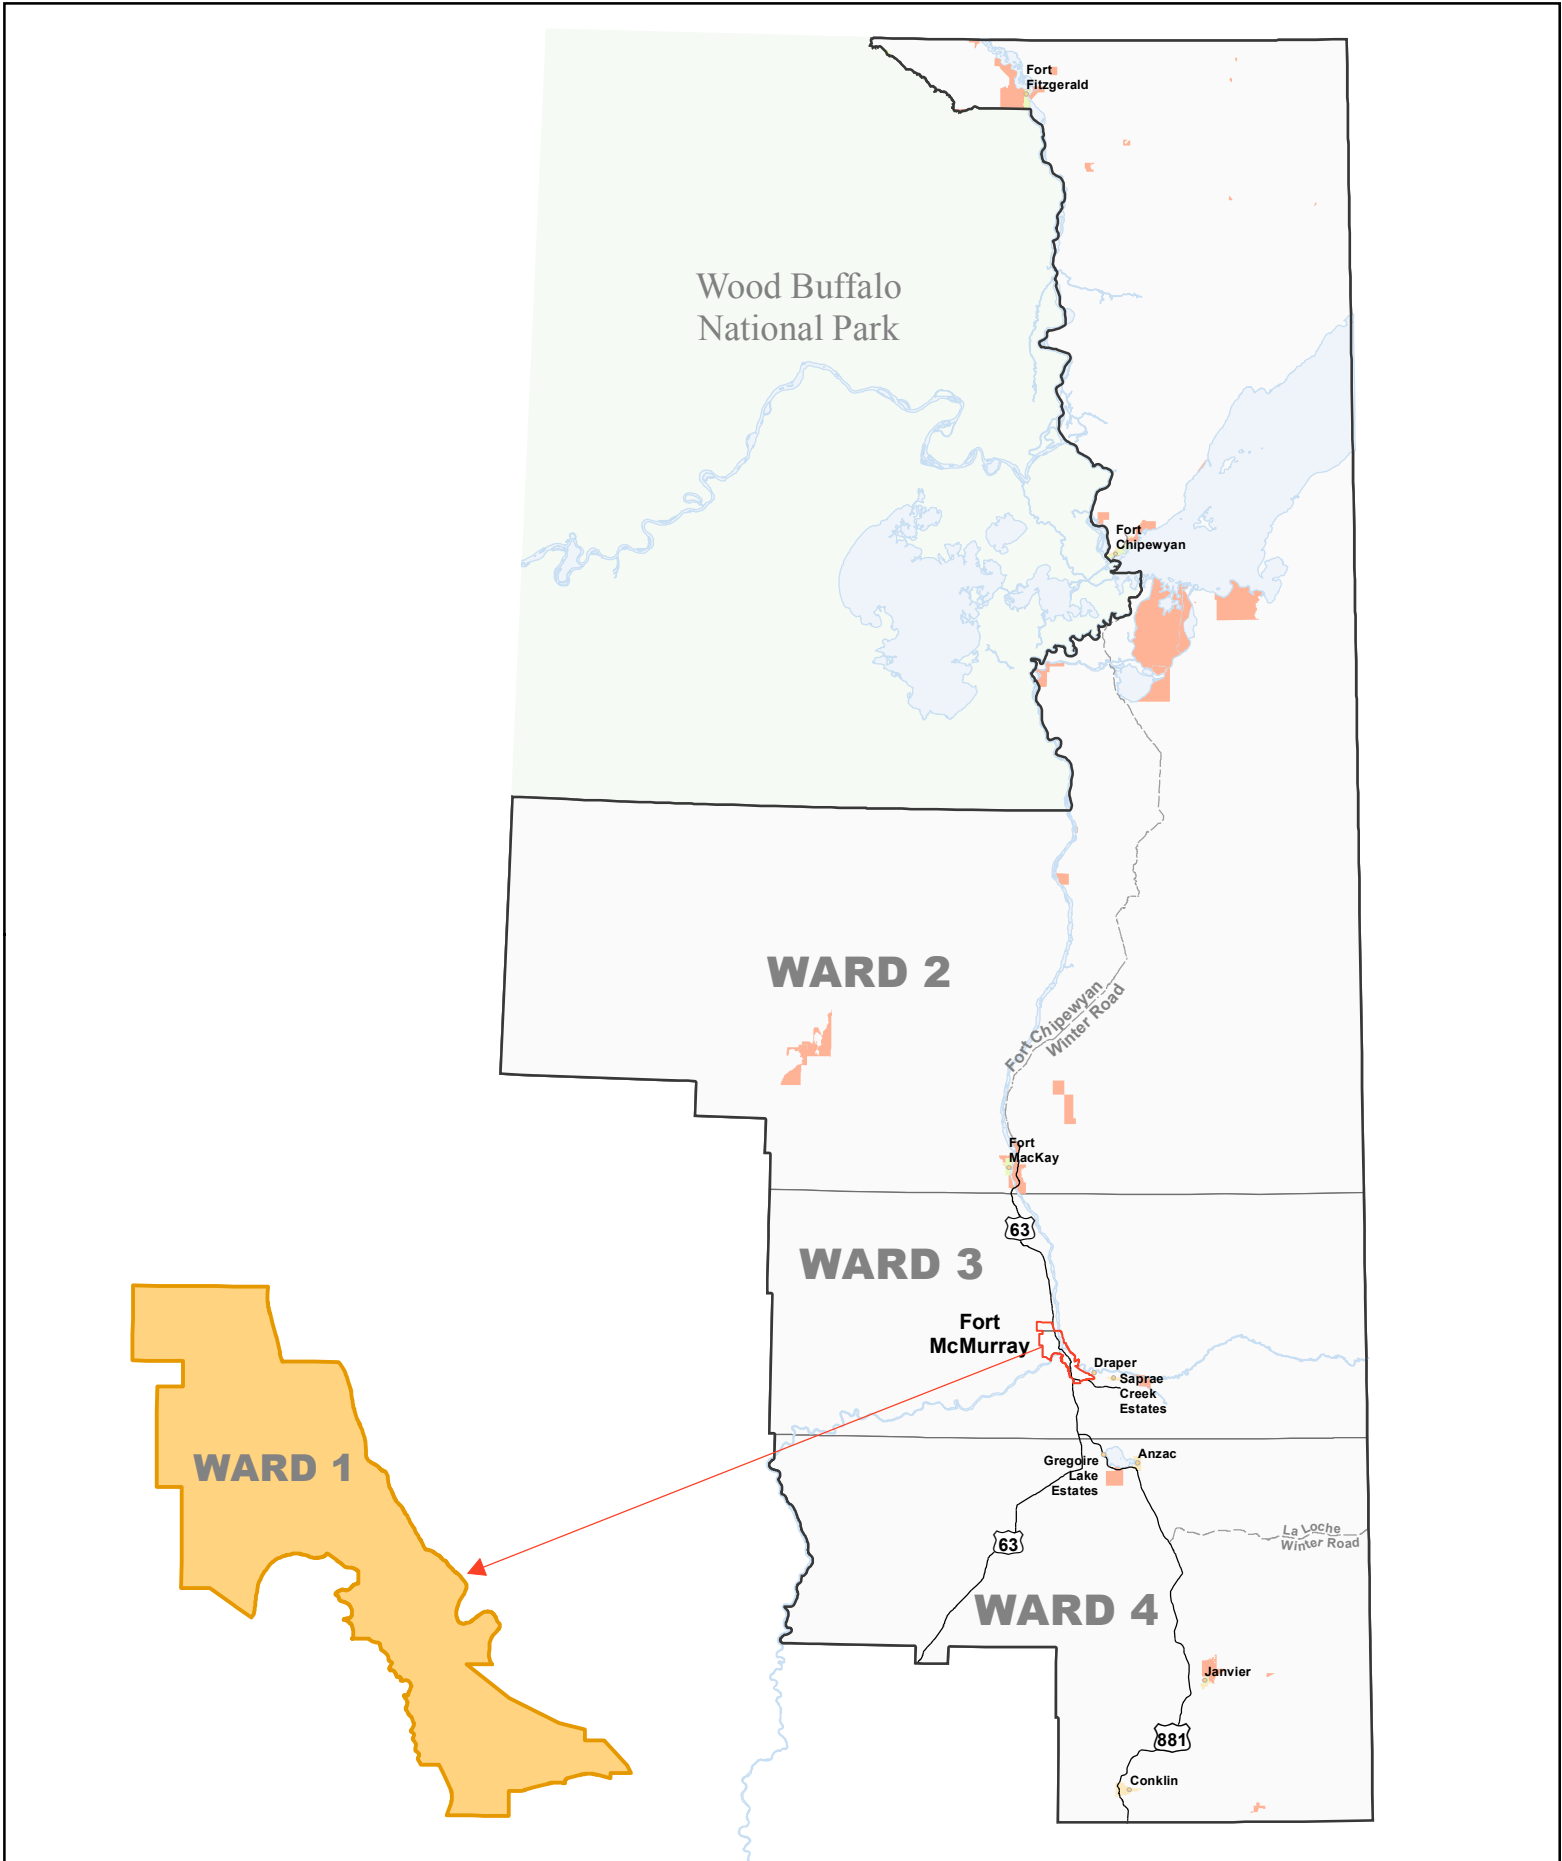 Fort
Fitzgerald
Wood Buffalo
National Park
Fort
Chipewyan
WARD 2
Fort Chipewyan
Winter Road
Fort
MacKay
63
WARD 3
Fort
McMurray
Draper
Saprae
Creek
Estates
WARD 1
Gregoire
Lake
Estates
Anzac
La Loche
Winter Road
63
WARD 4
Janvier
881
Conklin